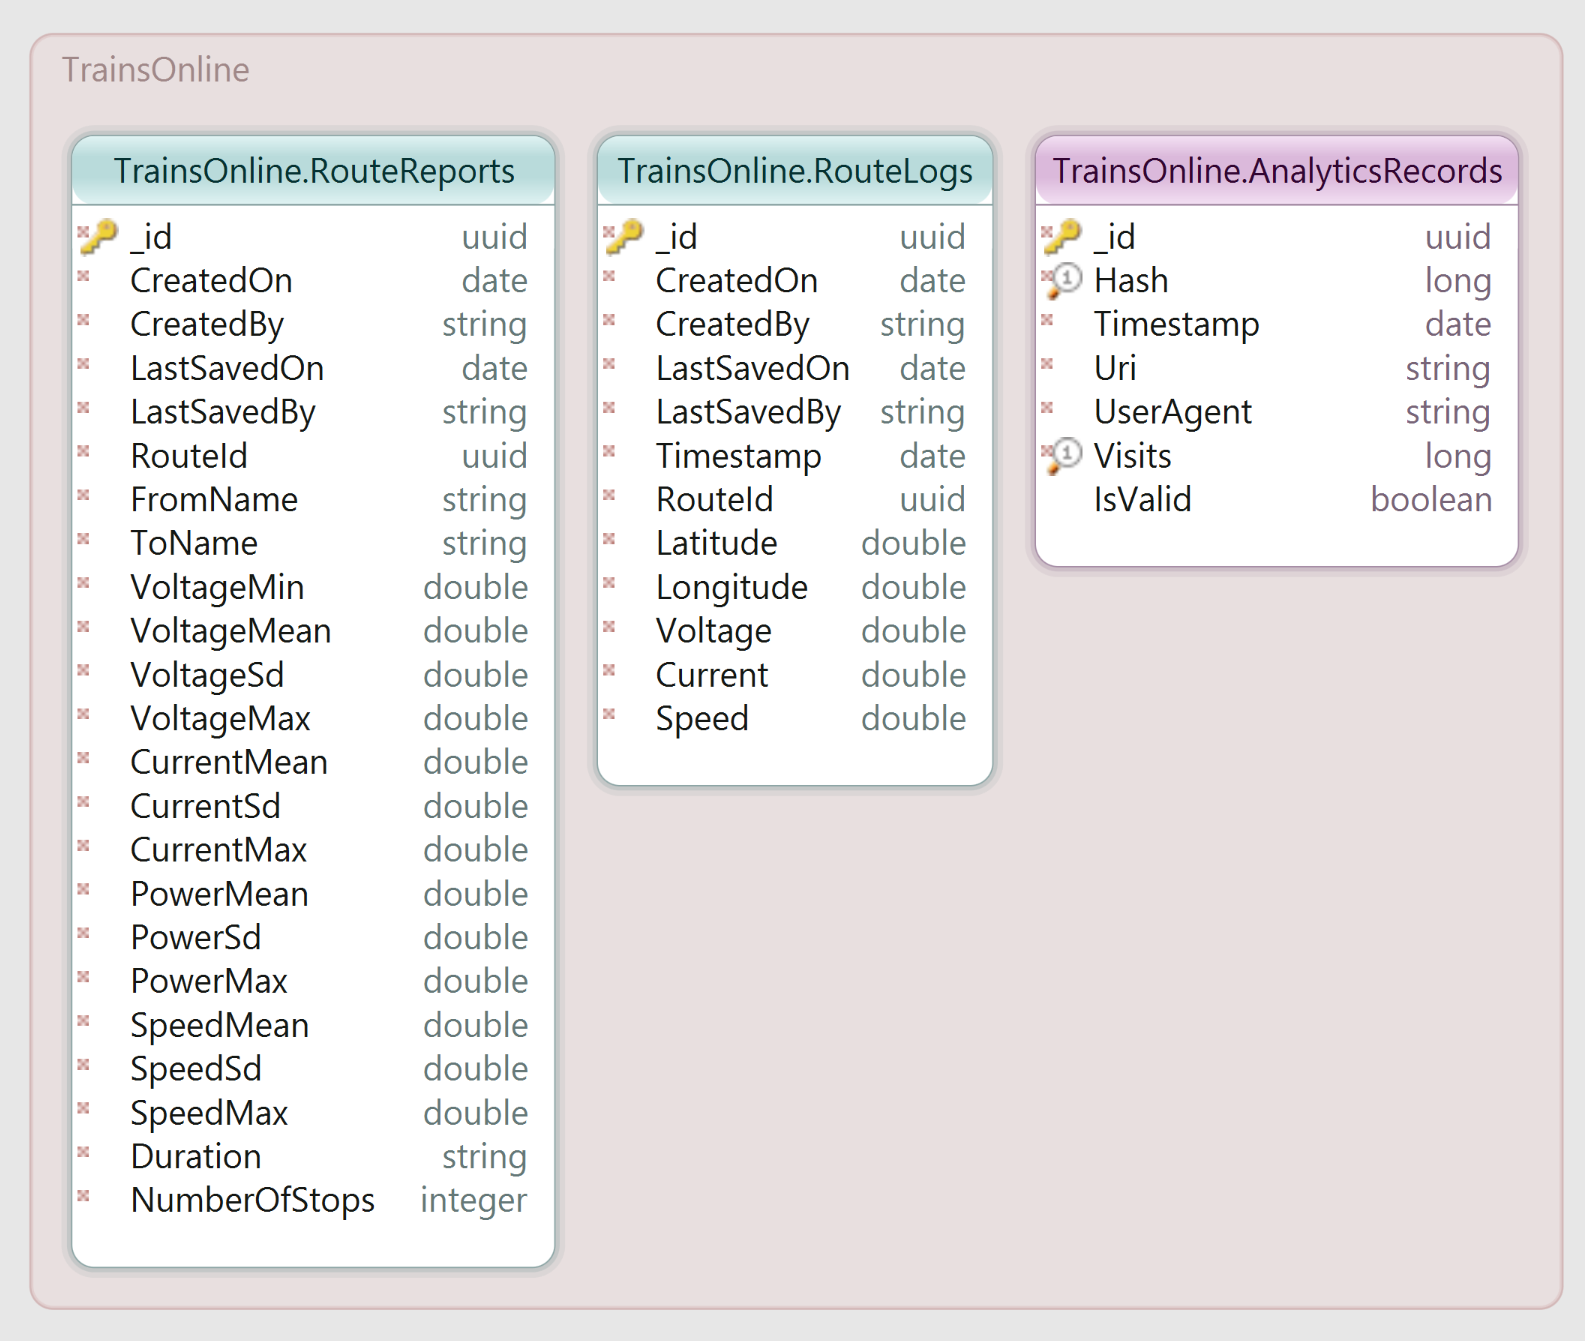 TrainsOnline
TrainsOnline.RouteReports
_id uuid
CreatedOn date
CreatedBy string
LastSavedOn date
LastSavedBy string
RouteId uuid
FromName string
ToName string
VoltageMin double
VoltageMean double
VoltageSd double
VoltageMax double
CurrentMean double
CurrentSd double
CurrentMax double
PowerMean double
PowerSd double
PowerMax double
SpeedMean double
SpeedSd double
SpeedMax double
Duration string
NumberOfStops integer
TrainsOnline.RouteLogs
_id uuid
CreatedOn date
CreatedBy string
LastSavedOn date
LastSavedBy string
Timestamp date
RouteId uuid
Latitude double
Longitude double
Voltage double
Current double
Speed double
TrainsOnline.AnalyticsRecords
_id uuid
1 Hash long
Timestamp date
Uri string
UserAgent string
1 Visits long
IsValid boolean